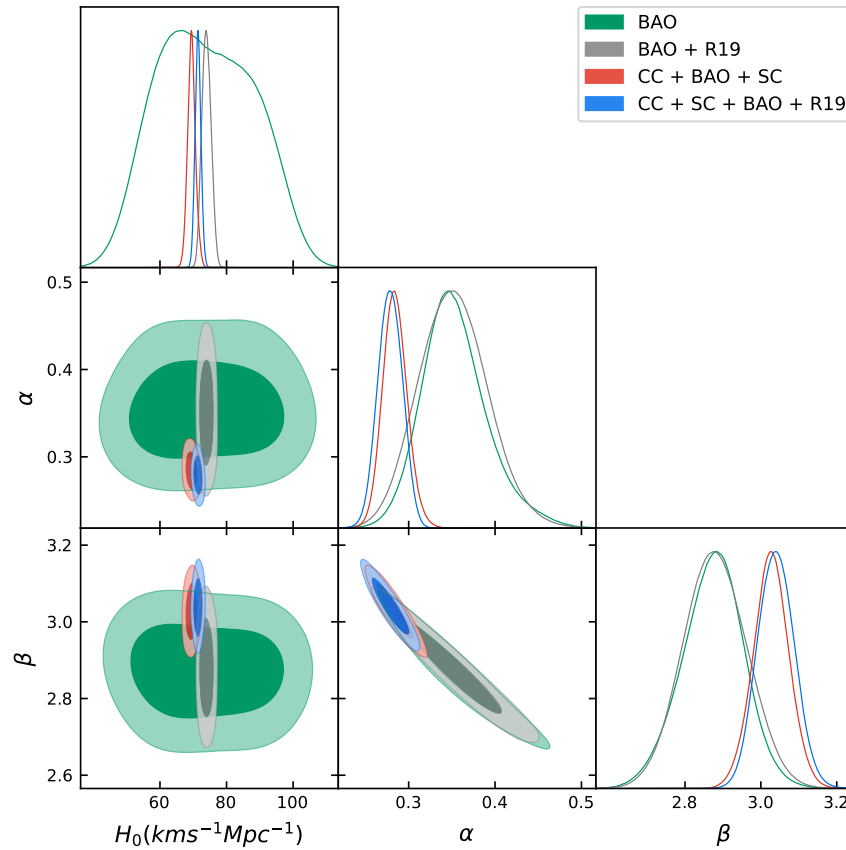 BAO
BAO + R19
CC + BAO + SC
CC + SC + BAO + R19
0.5
0.4
0.3
α
3.2
3.0
2.8
2.6
β
60 80 100
0.3 0.4 0.5
2.8 3.0 3.2
H₀(kms⁻¹Mpc⁻¹)
α
β